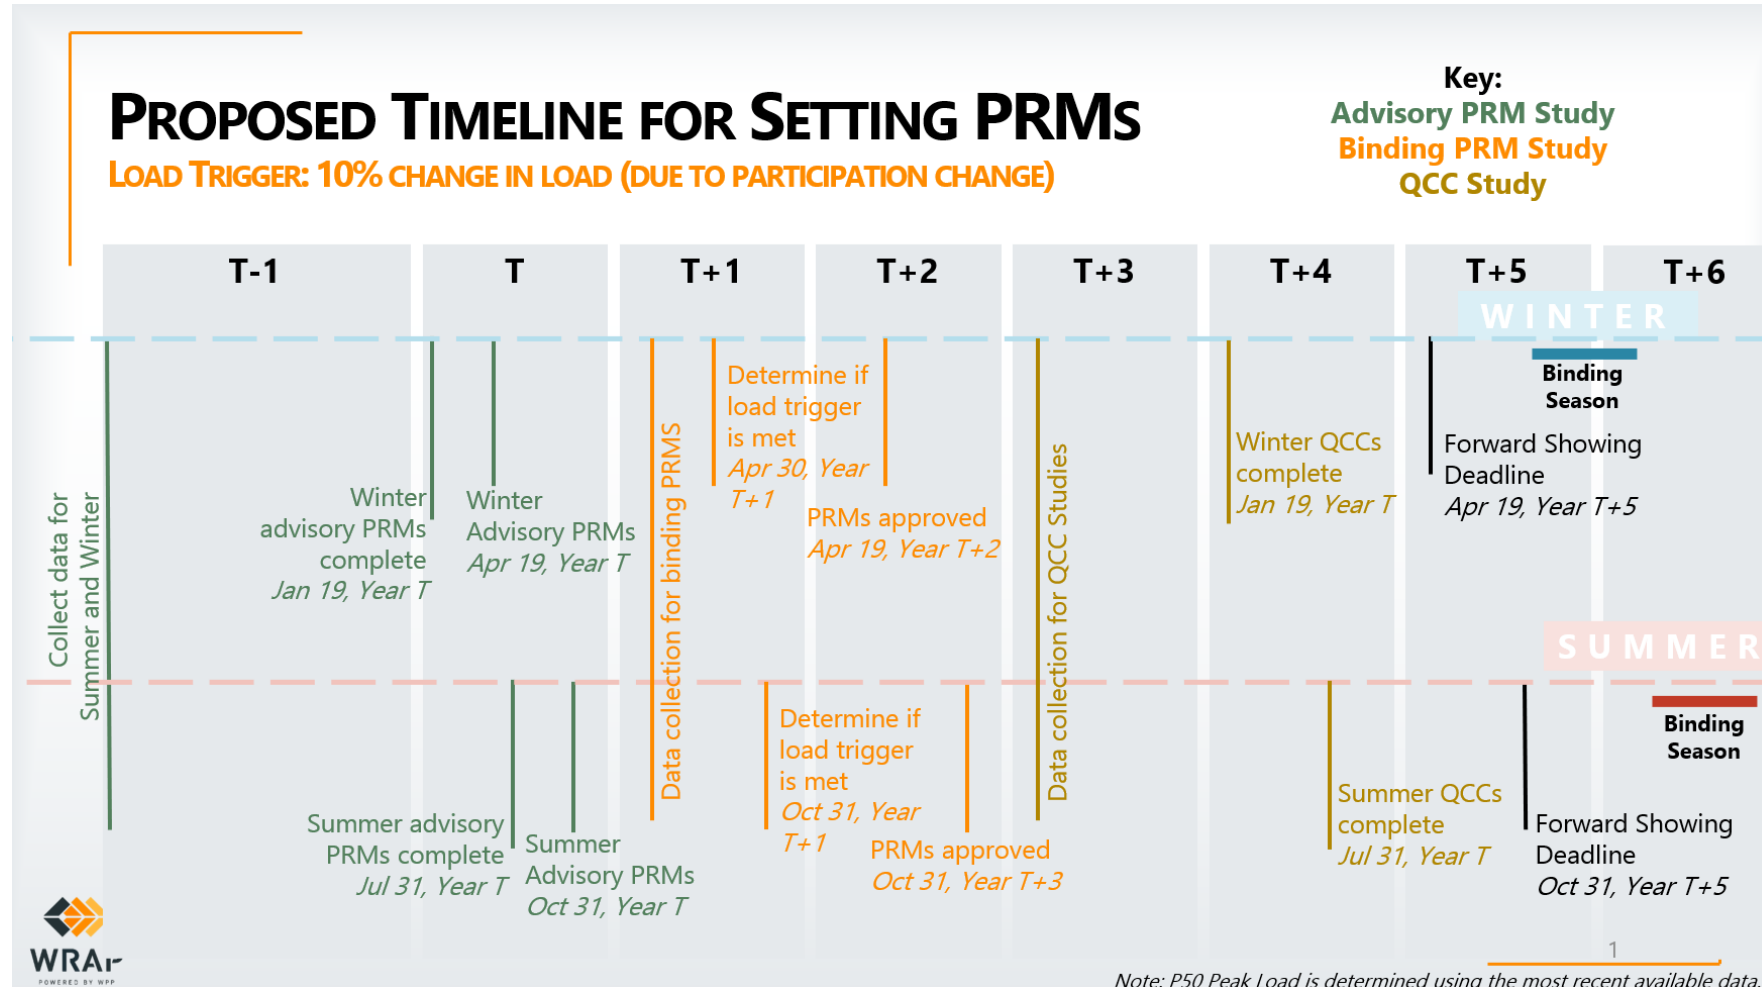 PROPOSED TIMELINE FOR SETTING PRMS
LOAD TRIGGER: 10% CHANGE IN LOAD (DUE TO PARTICIPATION CHANGE)
Key:
Advisory PRM Study
Binding PRM Study
QCC Study
T-1
T
T+1
T+2
T+3
T+4
T+5
T+6
WINTER
Collect data for
Summer and Winter
Winter
advisory PRMs
complete
Jan 19, Year T
Winter
Advisory PRMs
Apr 19, Year T
Data collection for binding PRMS
Determine if
load trigger
is met
Apr 30, Year
T+1
PRMs approved
Apr 19, Year T+2
Data collection for QCC Studies
Winter QCCs
complete
Jan 19, Year T
Binding
Season
Forward Showing
Deadline
Apr 19, Year T+5
SUMMER
Summer advisory
PRMs complete
Jul 31, Year T
Summer
Advisory PRMs
Oct 31, Year T
Determine if
load trigger
is met
Oct 31, Year
T+1
PRMs approved
Oct 31, Year T+3
Summer QCCs
complete
Jul 31, Year T
Binding
Season
Forward Showing
Deadline
Oct 31, Year T+5
POWERED BY WPP
1
Note: P50 Peak Load is determined using the most recent available data